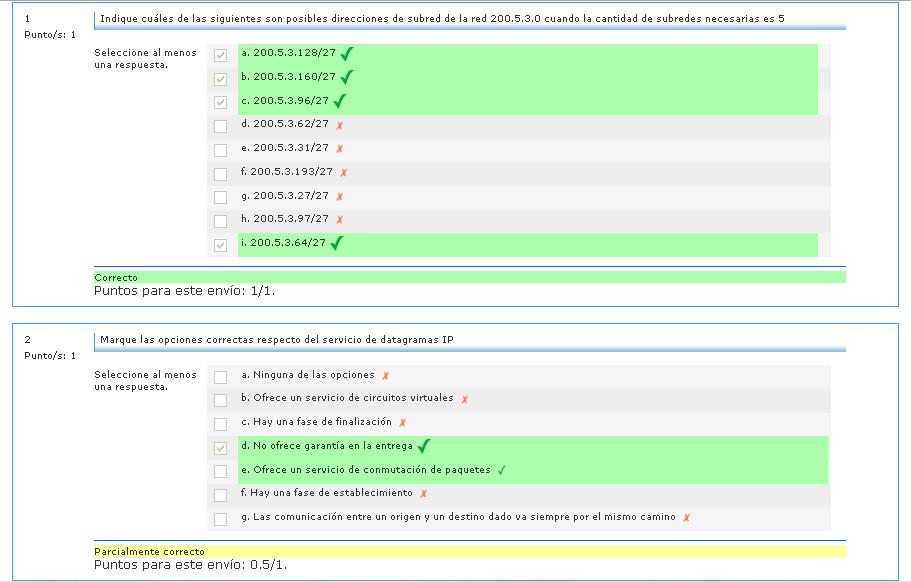 1
Punto/s: 1
Indique cuáles de las siguientes son posibles direcciones de subred de la red 200.5.3.0 cuando la cantidad de subredes necesarias es 5
Seleccione al menos
una respuesta.
a. 200.5.3.128/27
b. 200.5.3.160/27
c. 200.5.3.96/27
d. 200.5.3.62/27
e. 200.5.3.31/27
f. 200.5.3.193/27
g. 200.5.3.27/27
h. 200.5.3.97/27
i. 200.5.3.64/27
Correcto
Puntos para este envío: 1/1.
2
Punto/s: 1
Marque las opciones correctas respecto del servicio de datagramas IP
Seleccione al menos
una respuesta.
a. Ninguna de las opciones
b. Ofrece un servicio de circuitos virtuales
c. Hay una fase de finalización
d. No ofrece garantía en la entrega
e. Ofrece un servicio de conmutación de paquetes
f. Hay una fase de establecimiento
g. Las comunicación entre un origen y un destino dado va siempre por el mismo camino
Parcialmente correcto
Puntos para este envío: 0.5/1.